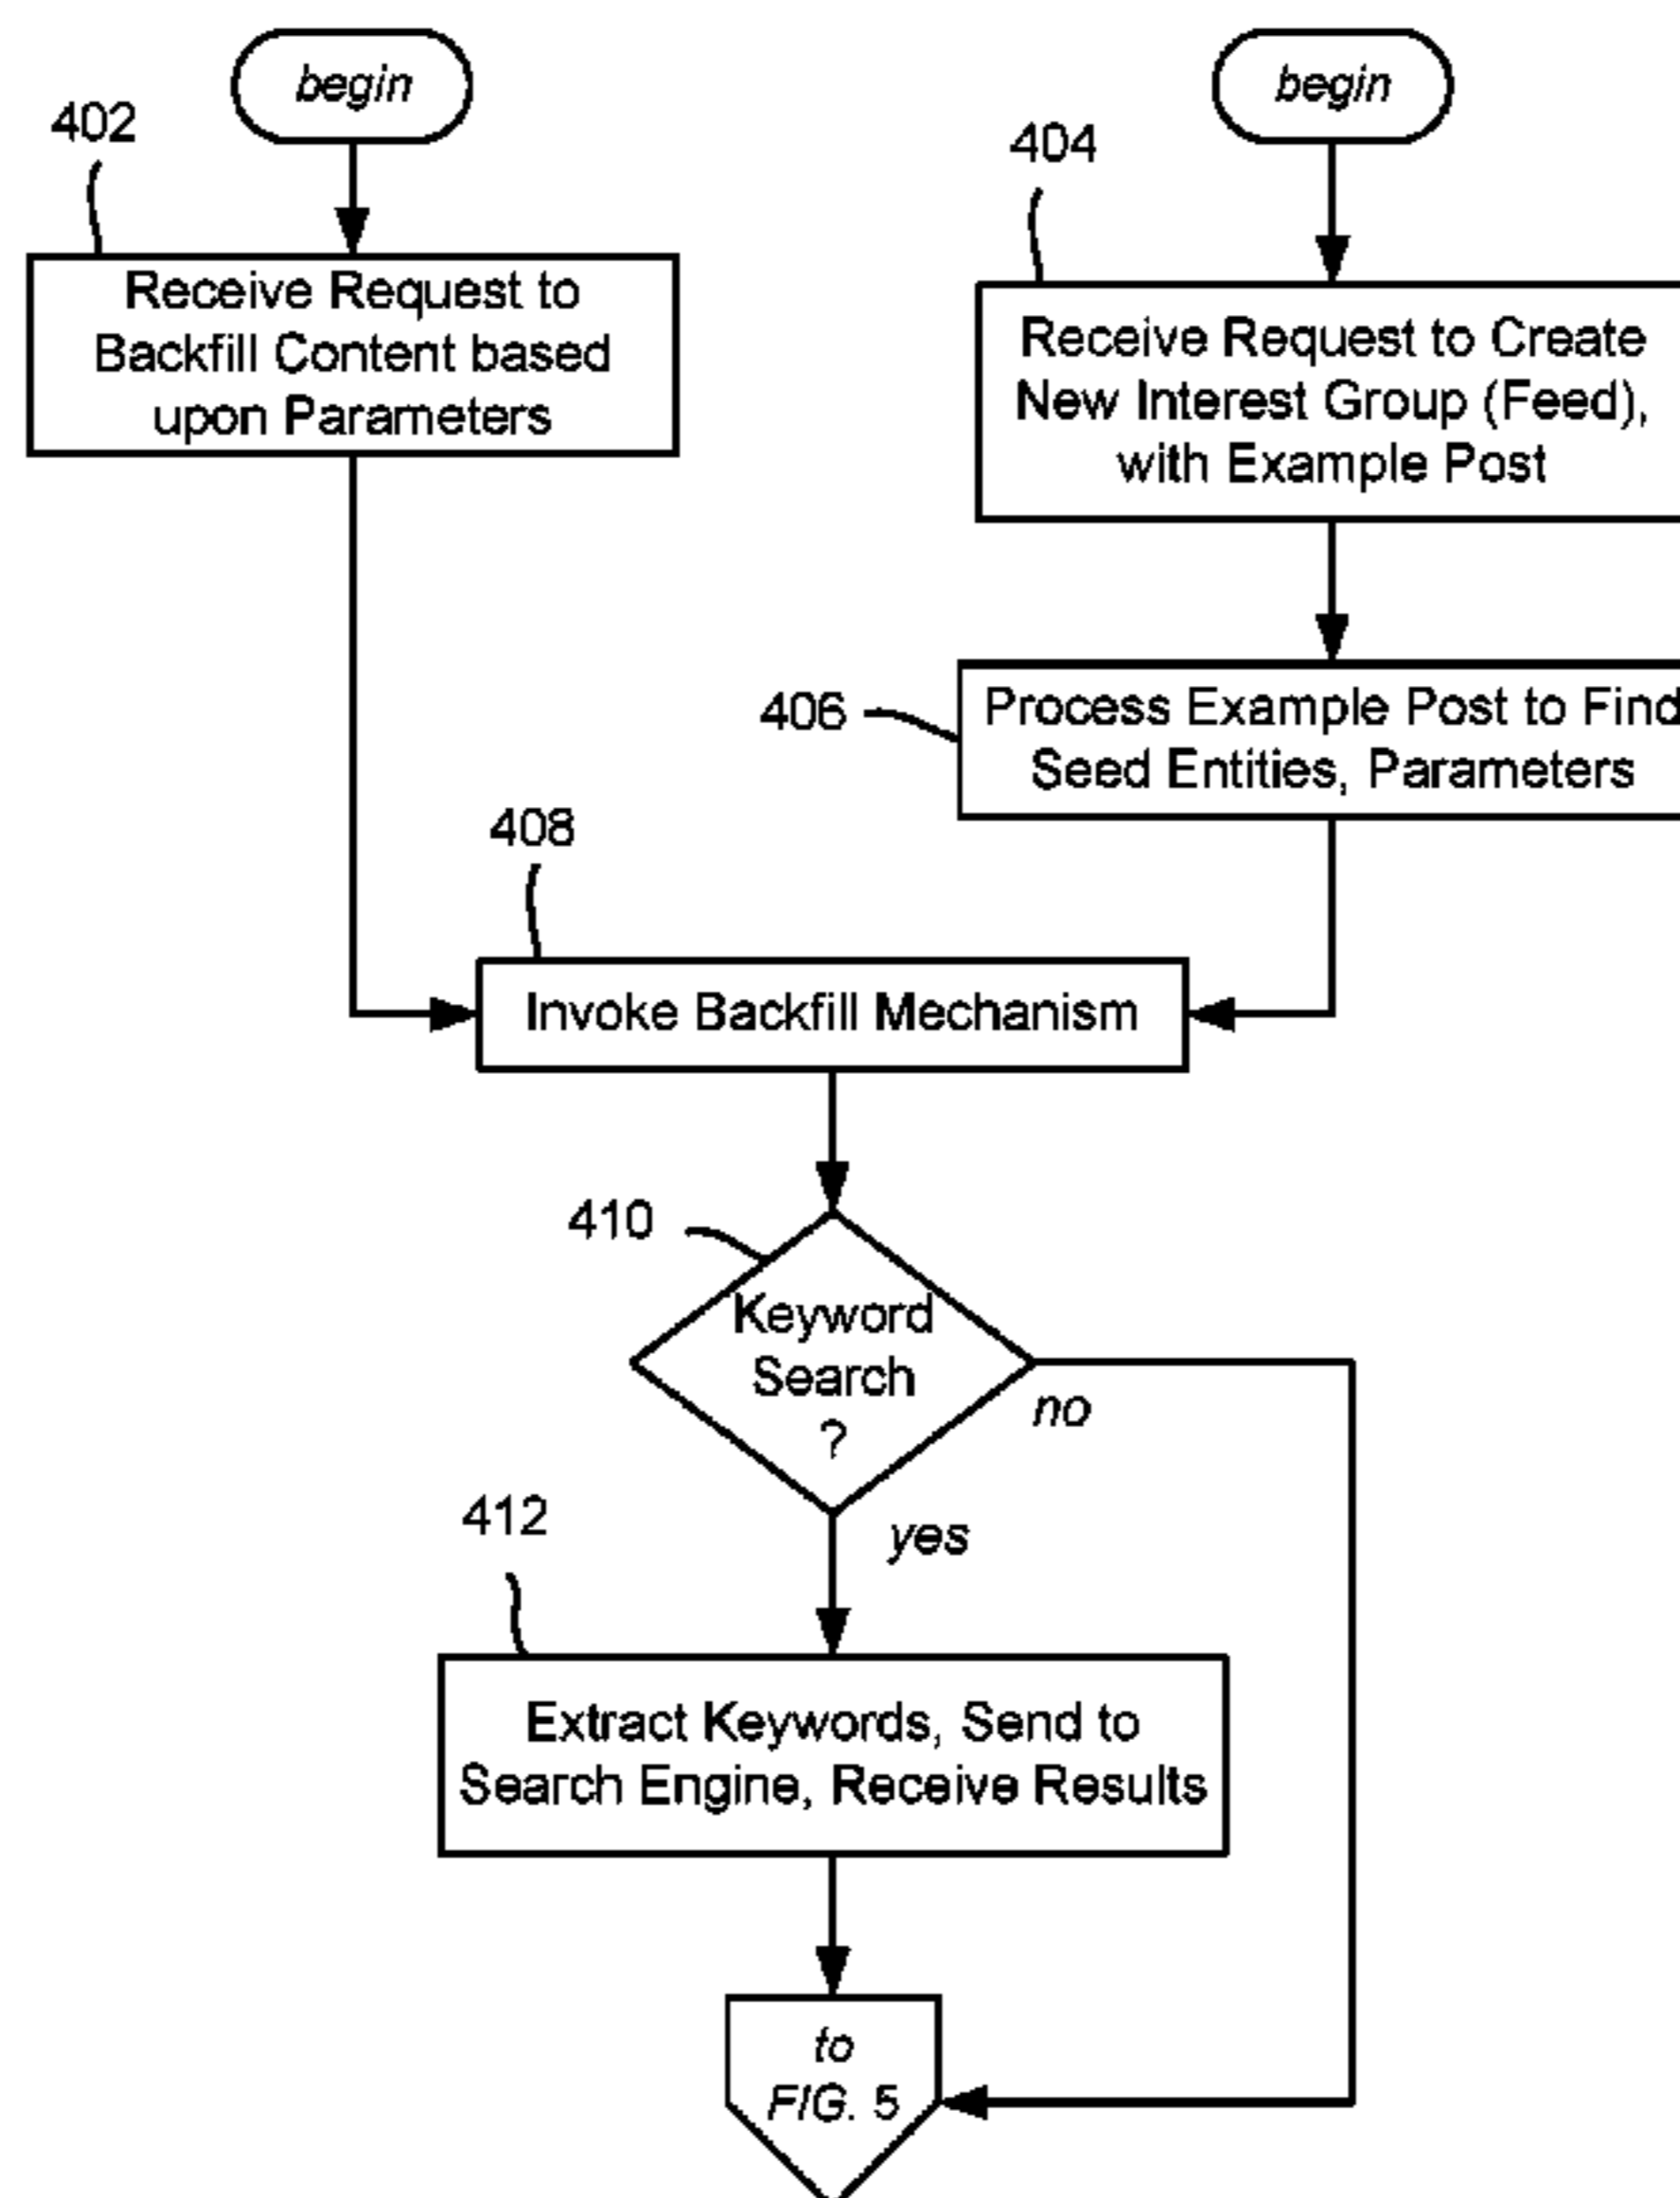 begin
begin
402
404
Receive Request to
Backfill Content based
upon Parameters
Receive Request to Create
New Interest Group (Feed),
with Example Post
406
Process Example Post to Find
Seed Entities, Parameters
408
Invoke Backfill Mechanism
410
Keyword
Search
?
no
yes
412
Extract Keywords, Send to
Search Engine, Receive Results
to
FIG. 5